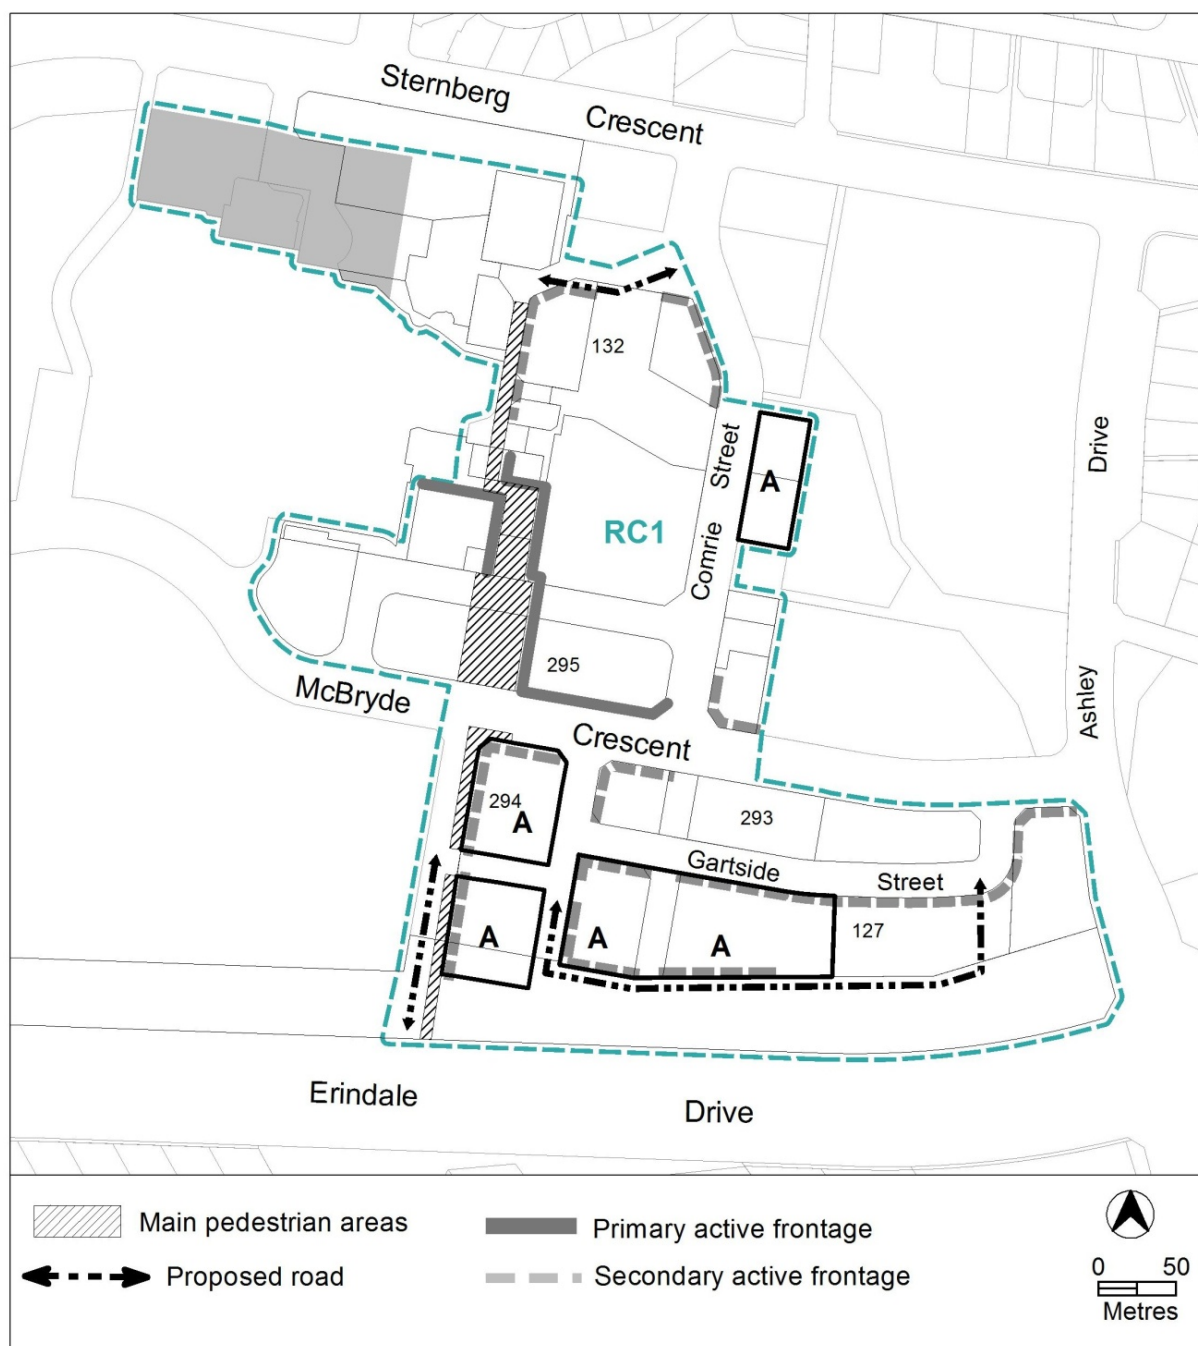 Sternberg
Crescent
132
Street
Drive
A
RC1
Comrie
295
McBryde
Ashley
Crescent
294
A
293
Gartside
Street
A
A
A
127
Erindale
Drive
Main pedestrian areas
Primary active frontage
Proposed road
Secondary active frontage
0 50
Metres